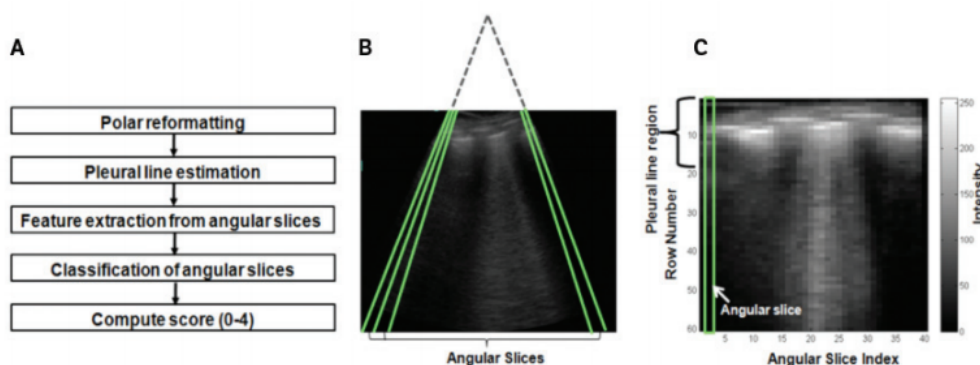 A
Polar reformatting
Pleural line estimation
Feature extraction from angular slices
Classification of angular slices
Compute score (0-4)
B
Angular Slices
C
Pleural line region
Row Number
10
20
30
40
50
60
Angular slice
5 10 15 20 25 30 35 40
Angular Slice Index
250
200
150
100
50
0
Intensity